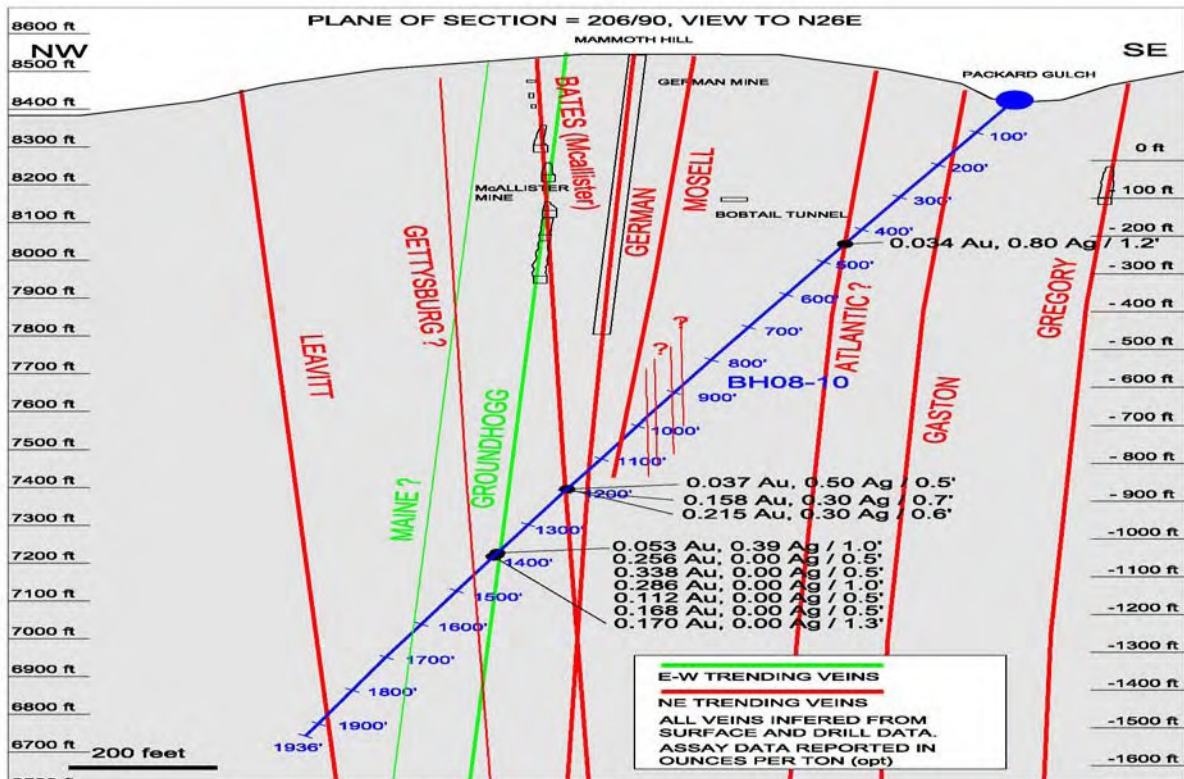 PLANE OF SECTION = 206/90, VIEW TO N26E
NW
SE
MAMMOTH HILL
PACKARD GULCH
GERMAN MINE
8600 ft
8500 ft
8400 ft
8300 ft
8200 ft
8100 ft
8000 ft
7900 ft
7800 ft
7700 ft
7600 ft
7500 ft
7400 ft
7300 ft
7200 ft
7100 ft
7000 ft
6900 ft
6800 ft
6700 ft
0 ft
- 100 ft
- 200 ft
- 300 ft
- 400 ft
- 500 ft
- 600 ft
- 700 ft
- 800 ft
- 900 ft
-1000 ft
- 1100 ft
- 1200 ft
- 1300 ft
- 1400 ft
- 1500 ft
- 1600 ft
LEAVITT
GETTYSBURG ?
MAINE ?
GROUNDHOGG
BATES (Mcallister)
McALLISTER
MINE
GERMAN
MOSELL
BOBTAIL TUNNEL
ATLANTIC ?
GASTON
GREGORY
?
?
BH08-10
100'
200'
300'
400'
500'
600'
700'
800'
900'
1000'
1100'
1200'
1300'
1400'
1500'
1600'
1700'
1800'
1900'
1936'
0.034 Au, 0.80 Ag / 1.2'
0.037 Au, 0.50 Ag / 0.5'
0.158 Au, 0.30 Ag / 0.7'
0.215 Au, 0.30 Ag / 0.6'
0.053 Au, 0.39 Ag / 1.0'
0.256 Au, 0.00 Ag / 0.5'
0.338 Au, 0.00 Ag / 0.5'
0.286 Au, 0.00 Ag / 1.0'
0.112 Au, 0.00 Ag / 0.5'
0.168 Au, 0.00 Ag / 0.5'
0.170 Au, 0.00 Ag / 1.3'
E-W TRENDING VEINS
NE TRENDING VEINS
ALL VEINS INFERED FROM
SURFACE AND DRILL DATA.
ASSAY DATA REPORTED IN
OUNCES PER TON (opt)
200 feet